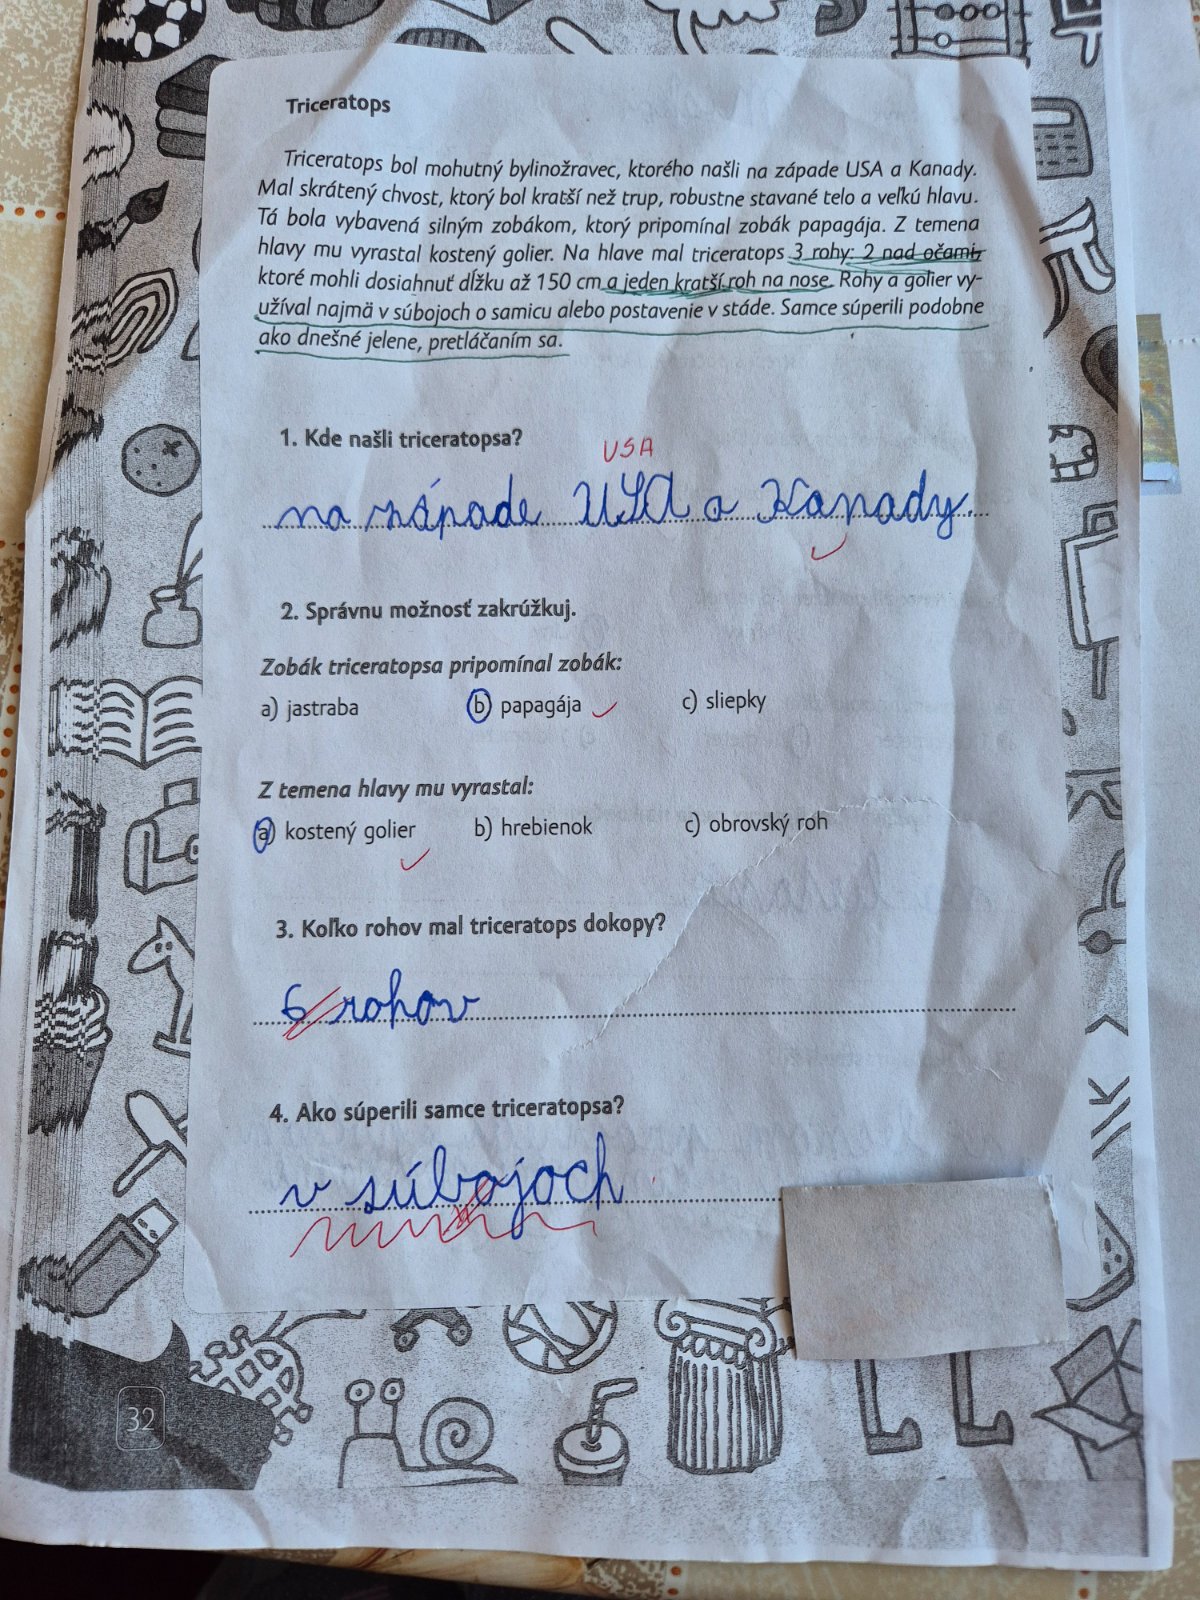 Triceratops
Triceratops bol mohutný bylinožravec, ktorého našli na západe USA a Kanady.
Mal skrátený chvost, ktorý bol kratší než trup, robustne stavané telo a veľkú hlavu.
Tá bola vybavená silným zobákom, ktorý pripomínal zobák papagája. Z temena
hlavy mu vyrastal kostený golier. Na hlave mal triceratops 3 rohy: 2 nad očami,
ktoré mohli dosiahnuť dĺžku až 150 cm a jeden kratší roh na nose. Rohy a golier vy-
užíval najmä v súbojoch o samicu alebo postavenie v stáde. Samce súperili podobne
ako dnešné jelene, pretláčaním sa.
1. Kde našli triceratopsa?
USA
na západe USA a Kanady.
2. Správnu možnosť zakrúžkuj.
Zobák triceratopsa pripomínal zobák:
a) jastraba b) papagája c) sliepky
Z temena hlavy mu vyrastal:
a) kostený golier b) hrebienok c) obrovský roh
3. Koľko rohov mal triceratops dokopy?
6 rohov
4. Ako súperili samce triceratopsa?
v súbojoch
32